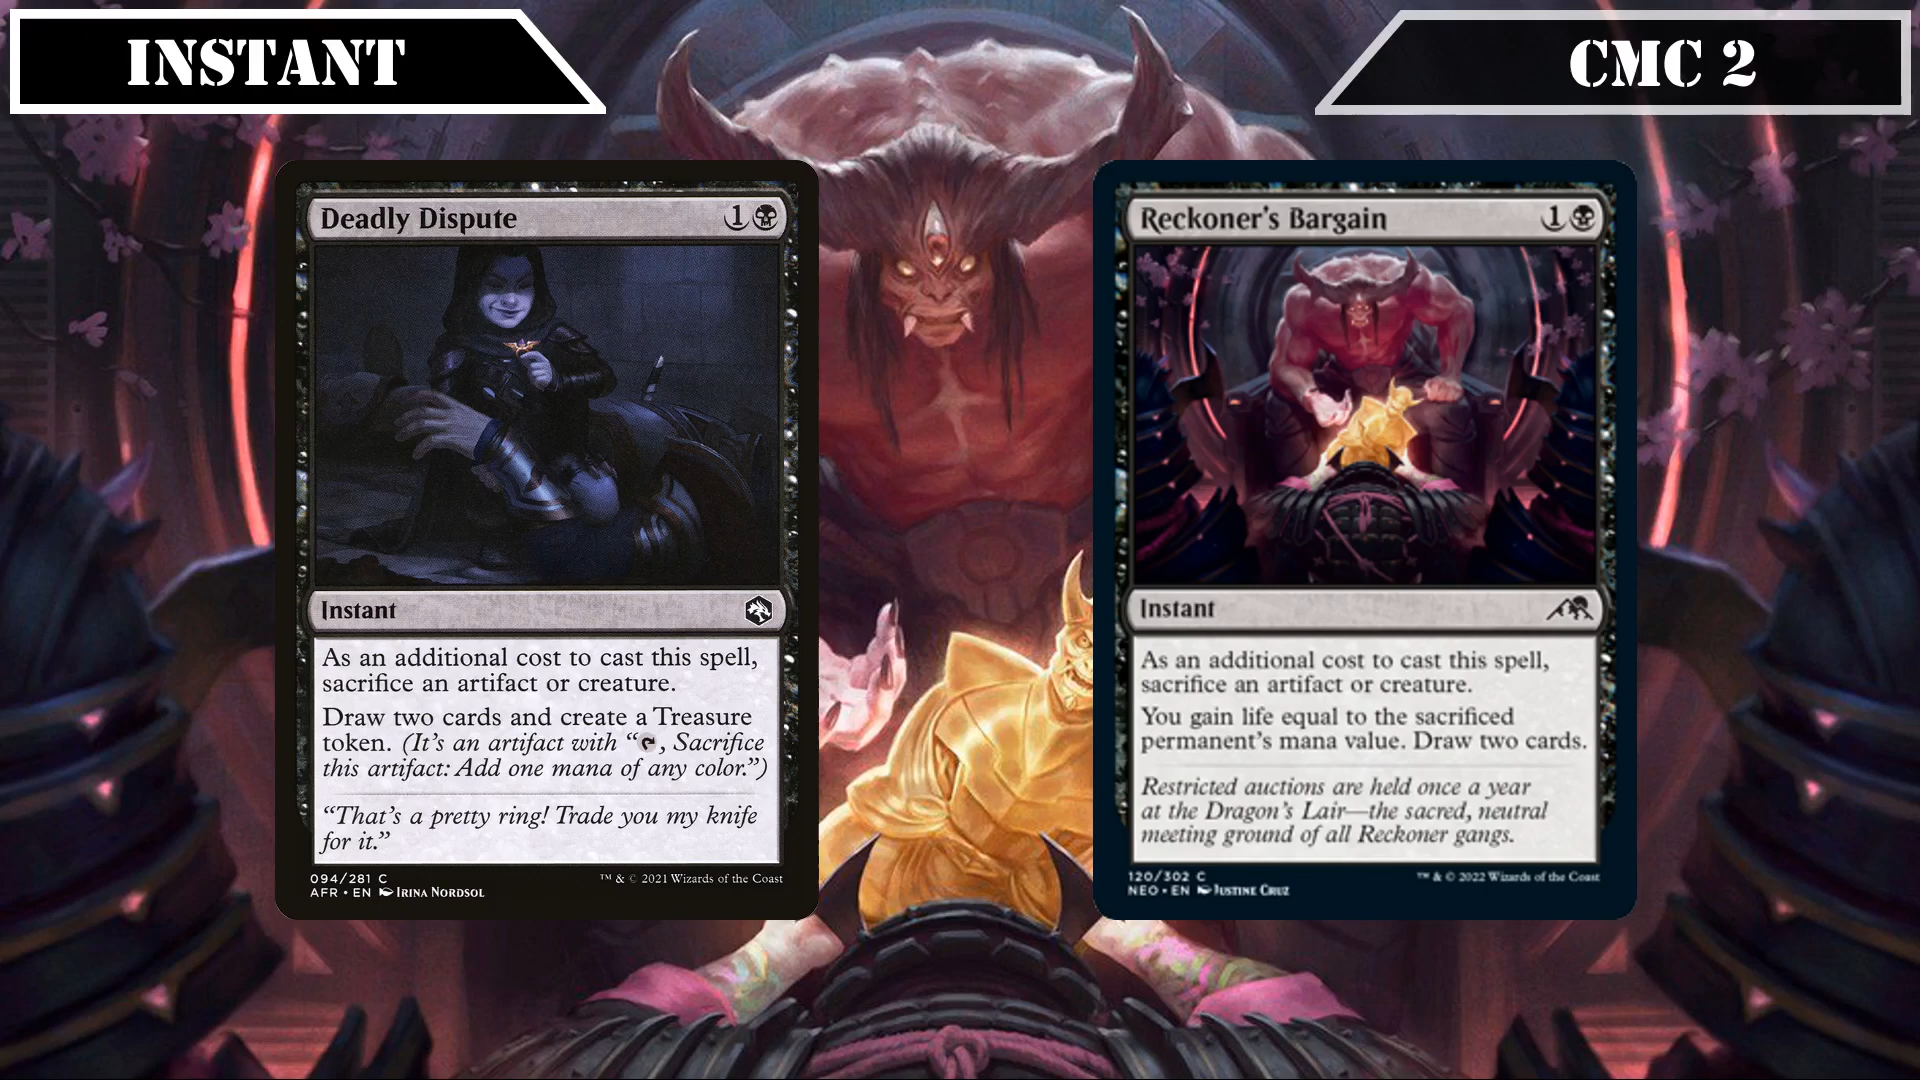 INSTANT
CMC 2
Deadly Dispute 1
Instant
As an additional cost to cast this spell,
sacrifice an artifact or creature.
Draw two cards and create a Treasure
token. (It's an artifact with “, Sacrifice
this artifact: Add one mana of any color.”)
“That's a pretty ring! Trade you my knife
for it.”
094/281 C
AFR • EN IRINA NORDSOL
™ & © 2021 Wizards of the Coast
Reckoner's Bargain 1
Instant
As an additional cost to cast this spell,
sacrifice an artifact or creature.
You gain life equal to the sacrificed
permanent's mana value. Draw two cards.
Restricted auctions are held once a year
at the Dragon's Lair—the sacred, neutral
meeting ground of all Reckoner gangs.
120/302 C
NEO • EN JUSTINE CRUZ
™ & © 2022 Wizards of the Coast